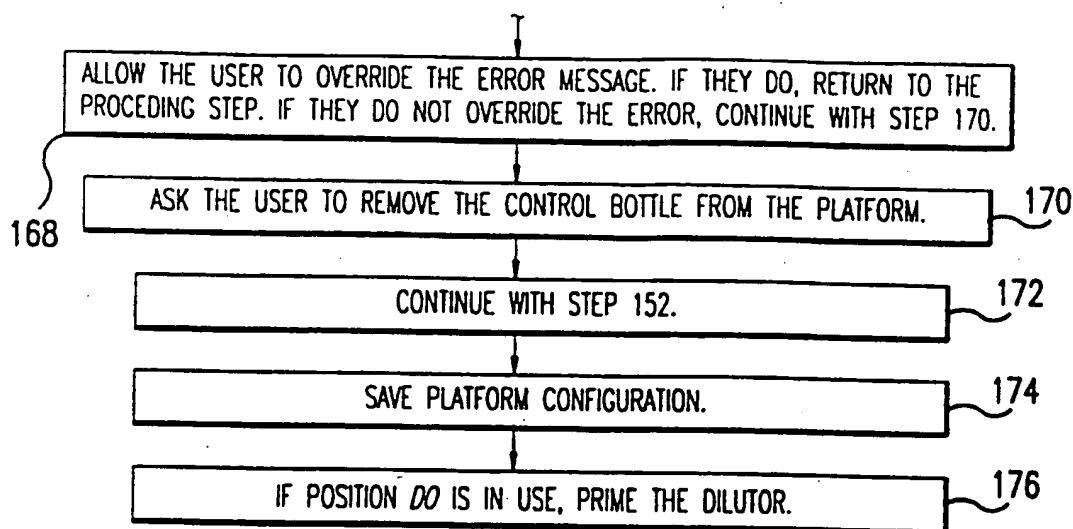 ALLOW THE USER TO OVERRIDE THE ERROR MESSAGE. IF THEY DO, RETURN TO THE
PROCEDING STEP. IF THEY DO NOT OVERRIDE THE ERROR, CONTINUE WITH STEP 170.
168
ASK THE USER TO REMOVE THE CONTROL BOTTLE FROM THE PLATFORM.
170
CONTINUE WITH STEP 152.
172
SAVE PLATFORM CONFIGURATION.
174
IF POSITION DO IS IN USE, PRIME THE DILUTOR.
176